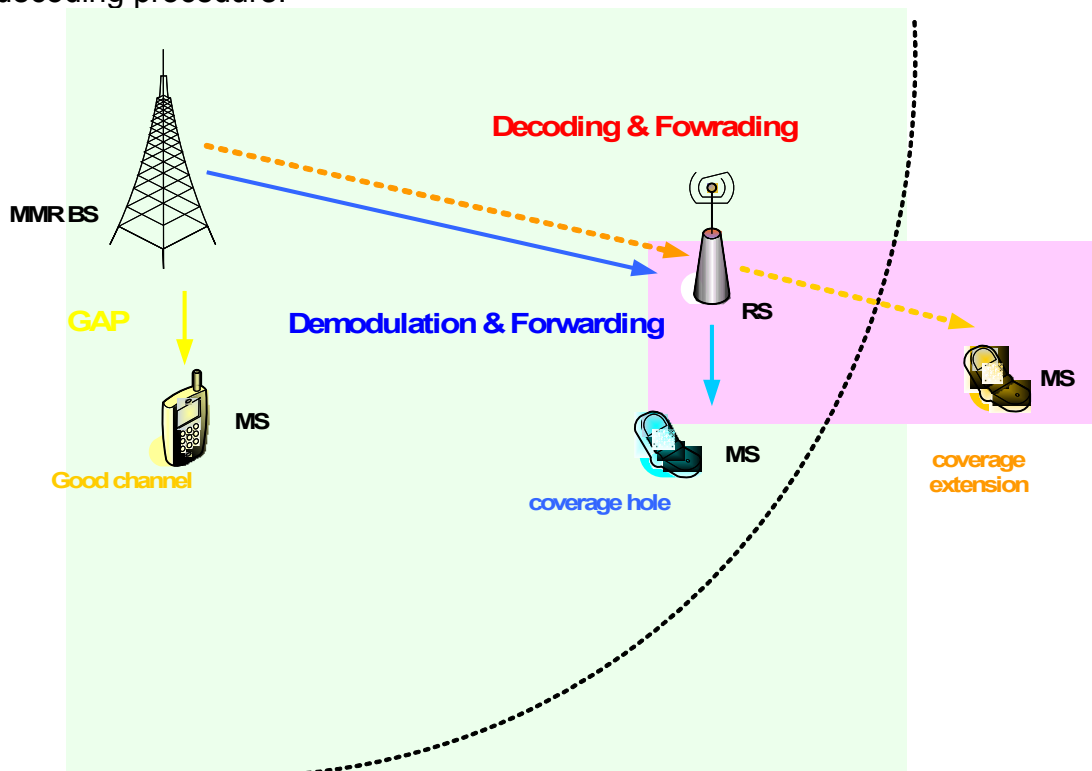 decoding procedure.
Decoding & Fowrading
MMR BS
RS
GAP
Demodulation & Forwarding
MS
MS
MS
Good channel
coverage hole
coverage
extension